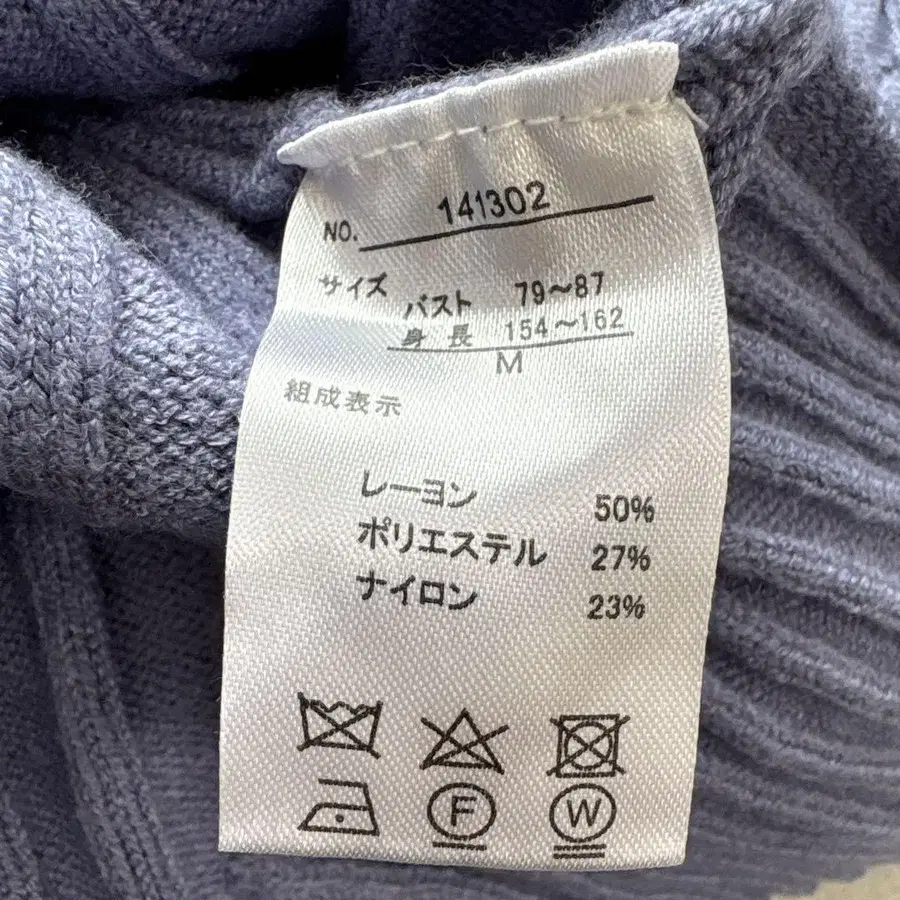 NO. 141302
サイズ バスト 79～87
身長 154～162
M
組成表示
レーヨン 50%
ポリエステル 27%
ナイロン 23%
F W